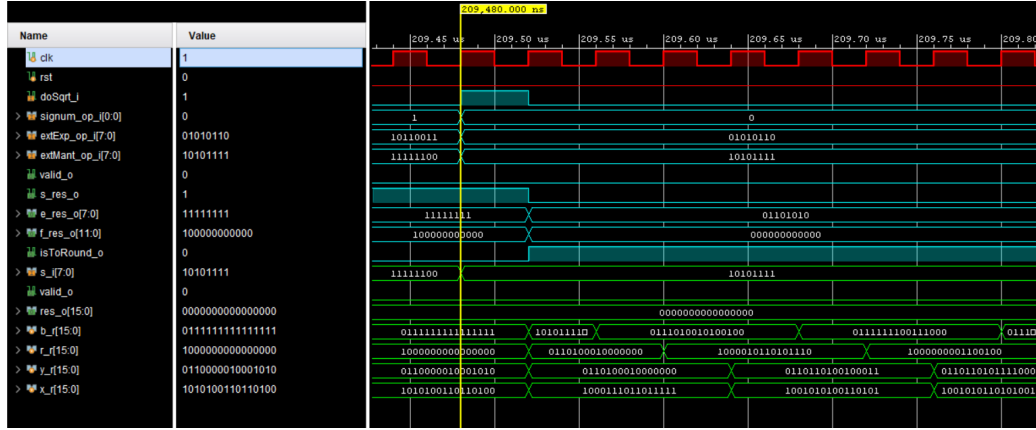 209,480.000 ns
Name Value
209.45 us 209.50 us 209.55 us 209.60 us 209.65 us 209.70 us 209.75 us 209.80
clk 1
rst 0
doSqrt_i 1
signum_op_i[0:0] 0 1 0
extExp_op_i[7:0] 01010110 10110011 01010110
extMant_op_i[7:0] 10101111 11111100 10101111
valid_o 0
s_res_o 1
e_res_o[7:0] 11111111 11111111 01101010
f_res_o[11:0] 100000000000 100000000000 000000000000
isToRound_o 0
s_i[7:0] 10101111 11111100 10101111
valid_o 0
res_o[15:0] 0000000000000000 0000000000000000
b_r[15:0] 0111111111111111 0111111111111111 10101111 0111010010100100 0111111100111000 0111
r_r[15:0] 1000000000000000 1000000000000000 0110100010000000 1000010110101110 1000000001100100
y_r[15:0] 0110000010001010 0110000010001010 0110100010000000 0110110100100011 0110110101111000
x_r[15:0] 1010100110110100 1010100110110100 1000111011011111 1001010100110101 1001010110101001